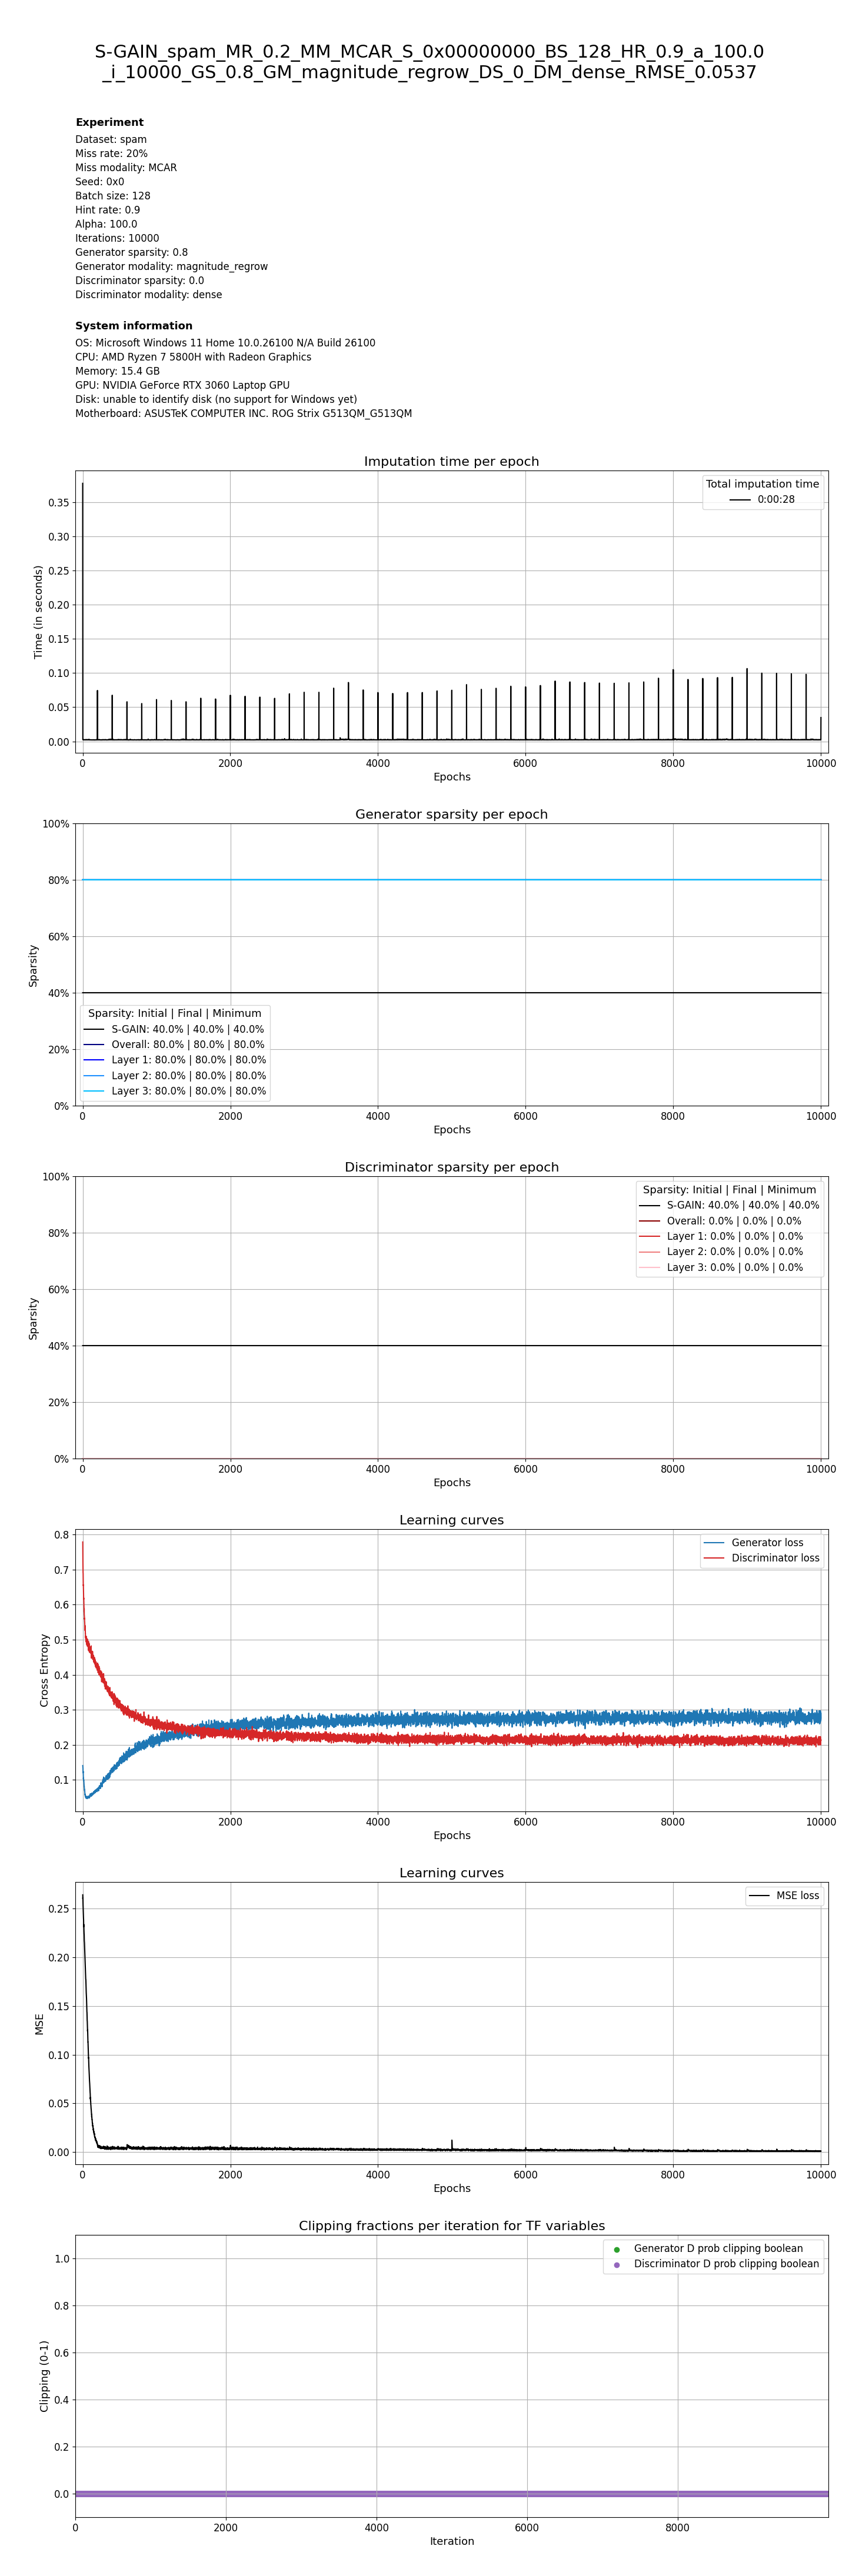 S-GAIN_spam_MR_0.2_MM_MCAR_S_0x00000000_BS_128_HR_0.9_a_100.0
_i_10000_GS_0.8_GM_magnitude_regrow_DS_0_DM_dense_RMSE_0.0537
Experiment
Dataset: spam
Miss rate: 20%
Miss modality: MCAR
Seed: 0x0
Batch size: 128
Hint rate: 0.9
Alpha: 100.0
Iterations: 10000
Generator sparsity: 0.8
Generator modality: magnitude_regrow
Discriminator sparsity: 0.0
Discriminator modality: dense
System information
OS: Microsoft Windows 11 Home 10.0.26100 N/A Build 26100
CPU: AMD Ryzen 7 5800H with Radeon Graphics
Memory: 15.4 GB
GPU: NVIDIA GeForce RTX 3060 Laptop GPU
Disk: unable to identify disk (no support for Windows yet)
Motherboard: ASUSTeK COMPUTER INC. ROG Strix G513QM_G513QM
Imputation time per epoch
Total imputation time
0:00:28
0.35
0.30
0.25
0.20
0.15
0.10
0.05
0.00
Time (in seconds)
0 2000 4000 6000 8000 10000
Epochs
Generator sparsity per epoch
100%
80%
60%
40%
20%
0%
Sparsity
Sparsity: Initial | Final | Minimum
S-GAIN: 40.0% | 40.0% | 40.0%
Overall: 80.0% | 80.0% | 80.0%
Layer 1: 80.0% | 80.0% | 80.0%
Layer 2: 80.0% | 80.0% | 80.0%
Layer 3: 80.0% | 80.0% | 80.0%
0 2000 4000 6000 8000 10000
Epochs
Discriminator sparsity per epoch
100%
80%
60%
40%
20%
0%
Sparsity
Sparsity: Initial | Final | Minimum
S-GAIN: 40.0% | 40.0% | 40.0%
Overall: 0.0% | 0.0% | 0.0%
Layer 1: 0.0% | 0.0% | 0.0%
Layer 2: 0.0% | 0.0% | 0.0%
Layer 3: 0.0% | 0.0% | 0.0%
0 2000 4000 6000 8000 10000
Epochs
Learning curves
Generator loss
Discriminator loss
0.8
0.7
0.6
0.5
0.4
0.3
0.2
0.1
Cross Entropy
0 2000 4000 6000 8000 10000
Epochs
Learning curves
MSE loss
0.25
0.20
0.15
0.10
0.05
0.00
MSE
0 2000 4000 6000 8000 10000
Epochs
Clipping fractions per iteration for TF variables
Generator D prob clipping boolean
Discriminator D prob clipping boolean
1.0
0.8
0.6
0.4
0.2
0.0
Clipping (0-1)
0 2000 4000 6000 8000
Iteration